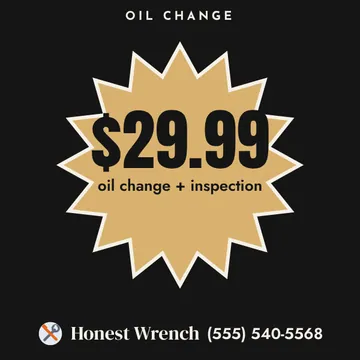 OIL CHANGE
$29.99
oil change + inspection
Honest Wrench (555) 540-5568